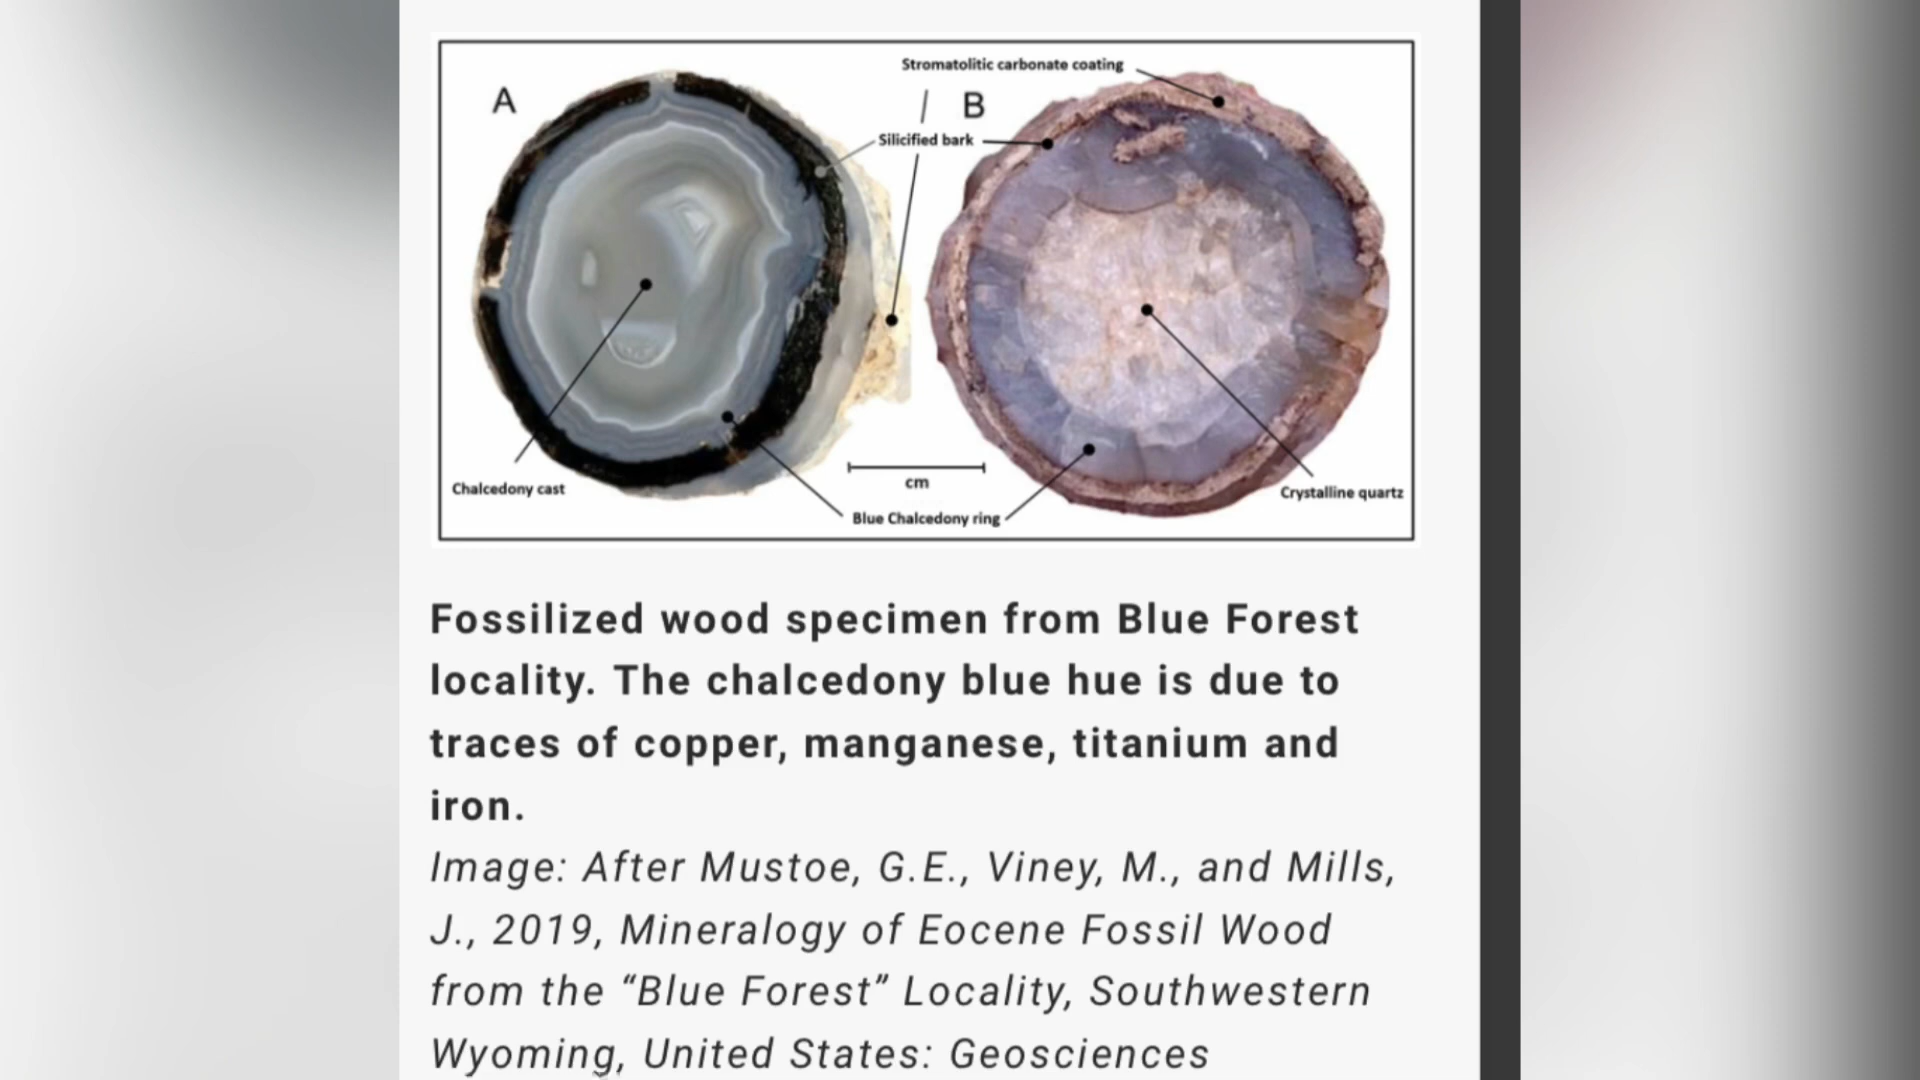 Stromatolitic carbonate coating
A
B
Silicified bark
Chalcedony cast
cm
Blue Chalcedony ring
Crystalline quartz
Fossilized wood specimen from Blue Forest
locality. The chalcedony blue hue is due to
traces of copper, manganese, titanium and
iron.
Image: After Mustoe, G.E., Viney, M., and Mills,
J., 2019, Mineralogy of Eocene Fossil Wood
from the “Blue Forest” Locality, Southwestern
Wyoming, United States: Geosciences